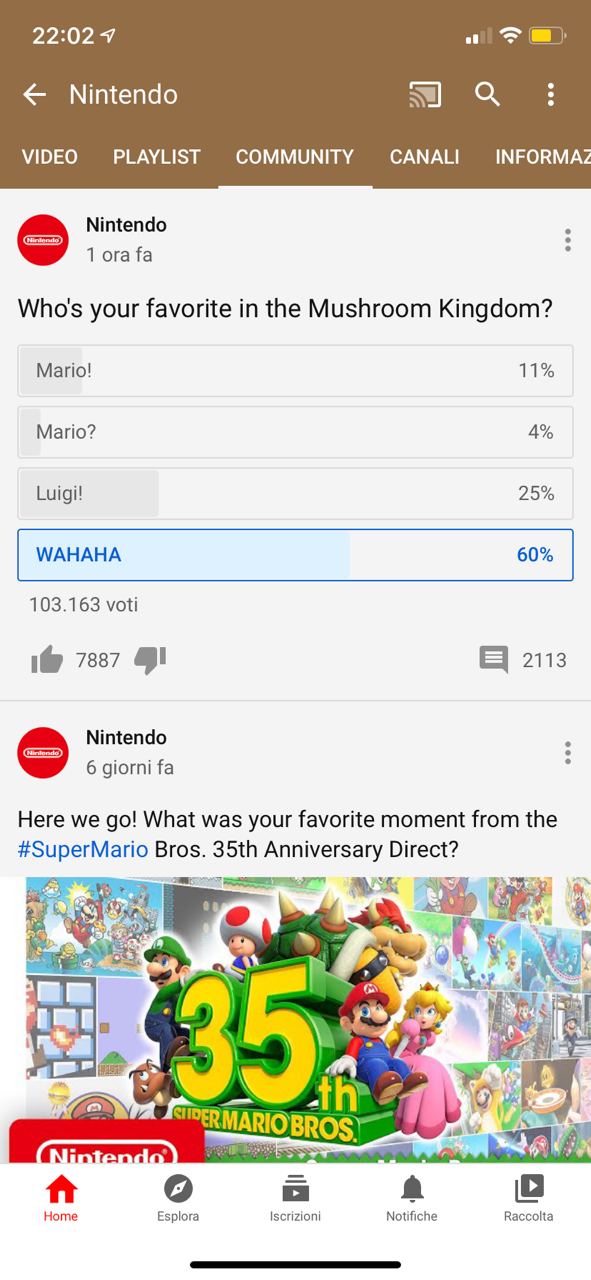 22:02
Nintendo
VIDEO PLAYLIST COMMUNITY CANALI INFORMAZ
Nintendo
Nintendo
1 ora fa
Who's your favorite in the Mushroom Kingdom?
Mario! 11%
Mario? 4%
Luigi! 25%
WAHAHA 60%
103.163 voti
7887 2113
Nintendo
Nintendo
6 giorni fa
Here we go! What was your favorite moment from the
#SuperMario Bros. 35th Anniversary Direct?
35th
SUPER MARIO BROS.
Nintendo
Home Esplora Iscrizioni Notifiche Raccolta